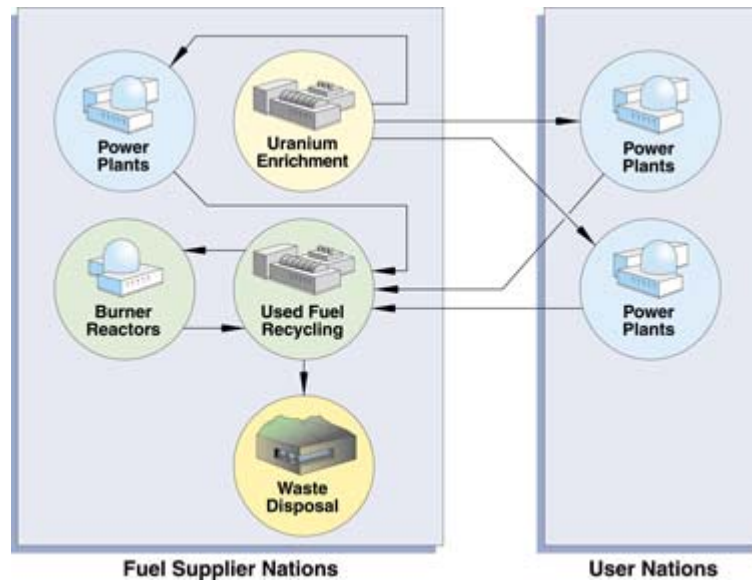 Power
Plants
Uranium
Enrichment
Power
Plants
Burner
Reactors
Used Fuel
Recycling
Power
Plants
Waste
Disposal
Fuel Supplier Nations
User Nations